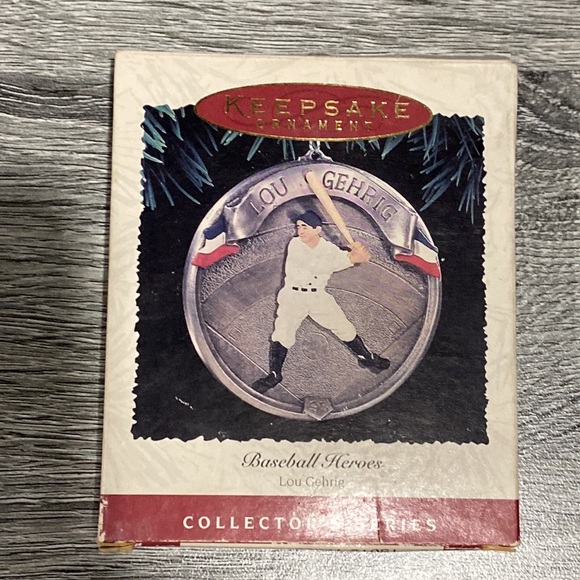 KEEPSAKE
ORNAMENT
LOU GEHRIG
Baseball Heroes
Lou Gehrig
COLLECTOR'S SERIES